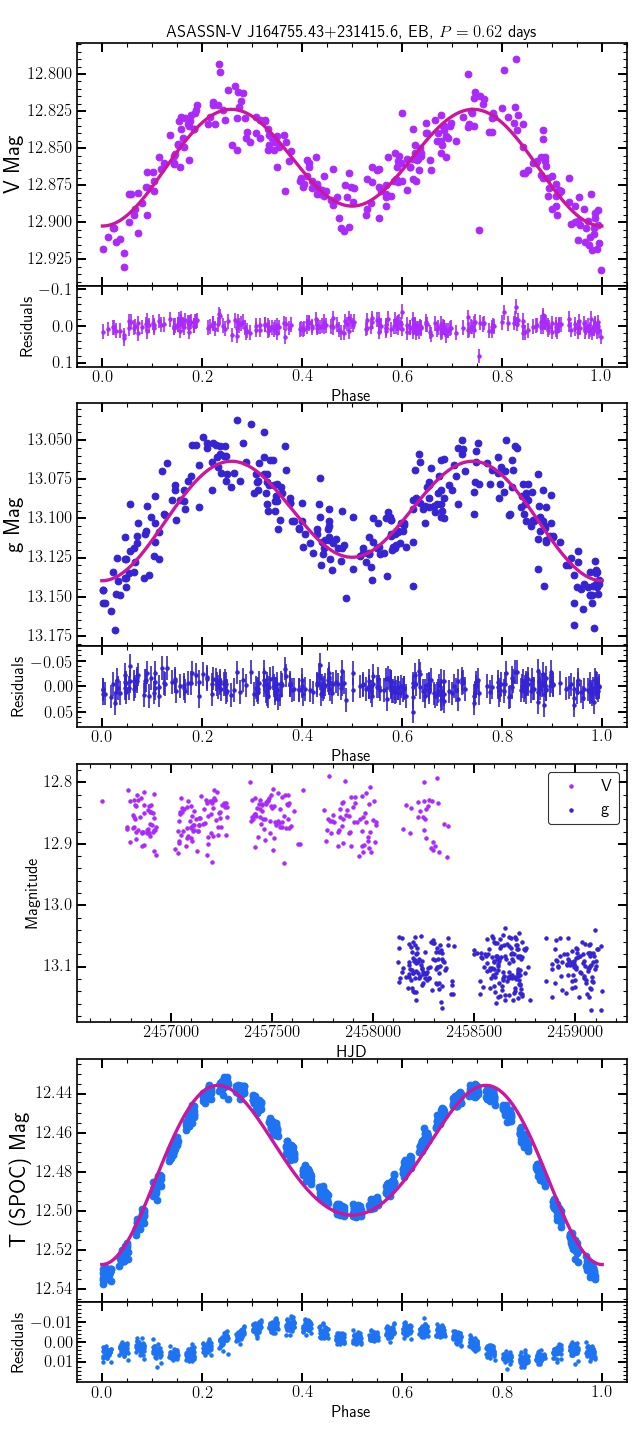 ASASSN-V J164755.43+231415.6, EB, P = 0.62 days
V Mag
12.800
12.825
12.850
12.875
12.900
12.925
Residuals
−0.1
0.0
0.1
0.0 0.2 0.4 0.6 0.8 1.0
Phase
g Mag
13.050
13.075
13.100
13.125
13.150
13.175
Residuals
−0.05
0.00
0.05
0.0 0.2 0.4 0.6 0.8 1.0
Phase
Magnitude
12.8
12.9
13.0
13.1
V
g
2457000 2457500 2458000 2458500 2459000
HJD
T (SPOC) Mag
12.44
12.46
12.48
12.50
12.52
12.54
Residuals
−0.01
0.00
0.01
0.0 0.2 0.4 0.6 0.8 1.0
Phase